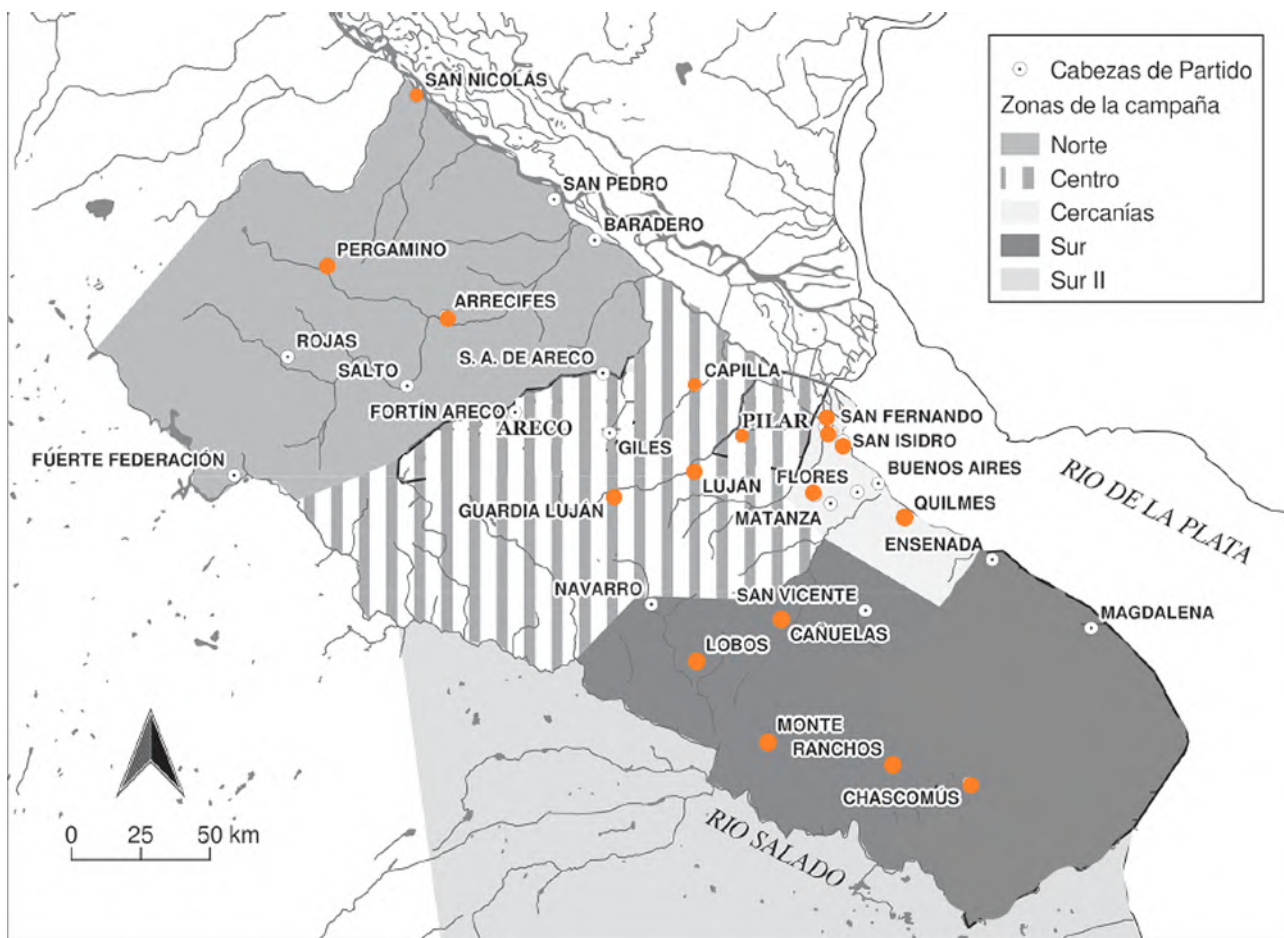 SAN NICOLÁS
Cabezas de Partido
Zonas de la campaña
Norte
Centro
Cercanías
Sur
Sur II
SAN PEDRO
BARADERO
PERGAMINO
ARRECIFES
ROJAS
SALTO
S. A. DE ARECO
CAPILLA
FORTÍN ARECO
ARECO
PILAR
SAN FERNANDO
GILES
SAN ISIDRO
FUERTE FEDERACIÓN
LUJÁN
FLORES
BUENOS AIRES
RIO DE LA PLATA
GUARDIA LUJÁN
MATANZA
QUILMES
ENSENADA
NAVARRO
SAN VICENTE
MAGDALENA
CAÑUELAS
LOBOS
MONTE
RANCHOS
CHASCOMÚS
RIO SALADO
0 25 50 km